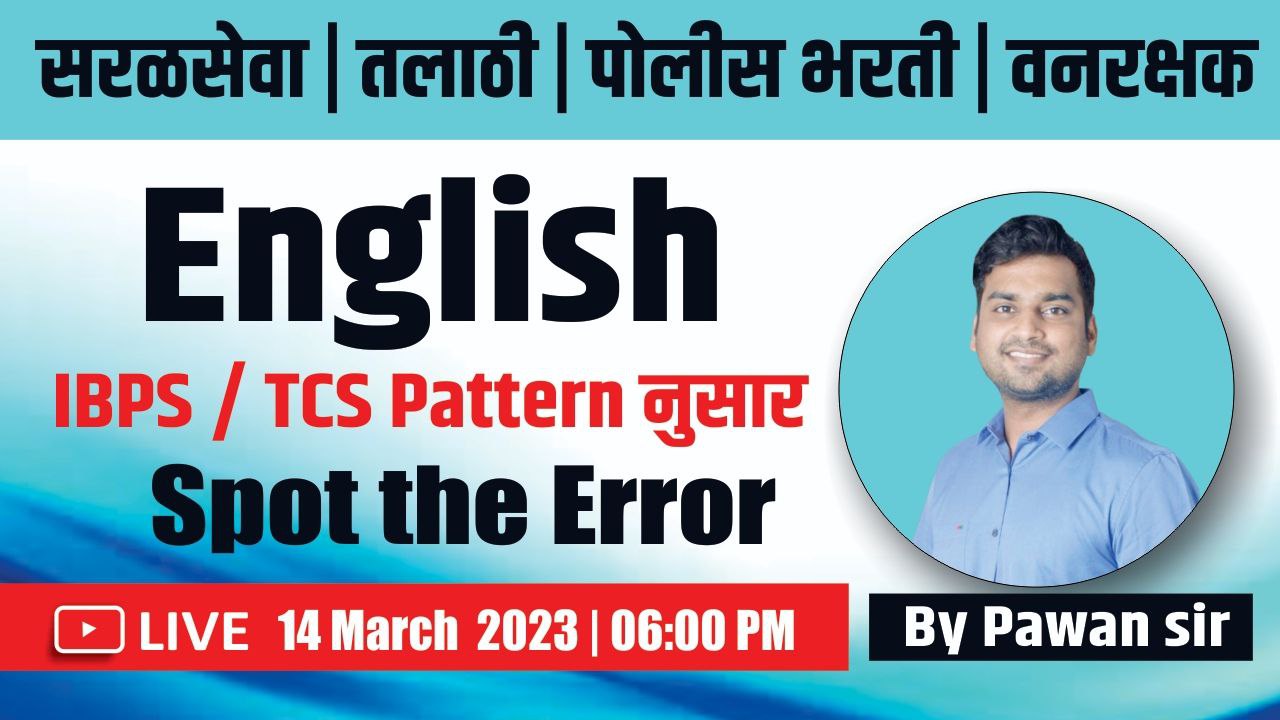 सरळसेवा | तलाठी | पोलीस भरती | वनरक्षक
English
IBPS / TCS Pattern नुसार
Spot the Error
LIVE 14 March 2023 | 06:00 PM
By Pawan sir